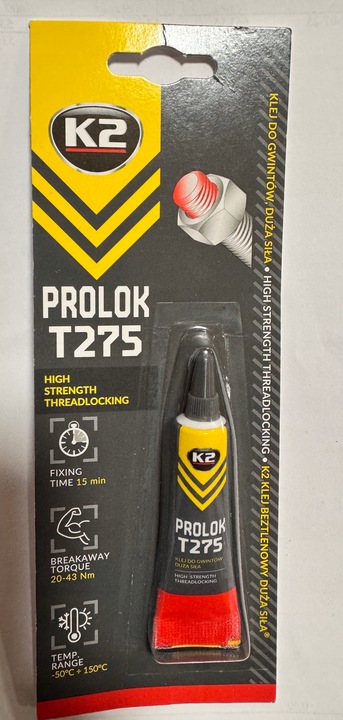 K2
PROLOK
T275
HIGH
STRENGTH
THREADLOCKING
FIXING
TIME 15 min
BREAKAWAY
TORQUE
20-43 Nm
TEMP.
RANGE
-50°C ÷ 150°C
KLEJ DO GWINTÓW, DUŻA SIŁA • HIGH STRENGTH THREADLOCKING • K2 KLEJ BEZTLENOWY DUŻA SIŁA®
K2
PROLOK
T275
KLEJ DO GWINTÓW
DUŻA SIŁA
HIGH STRENGTH
THREADLOCKING